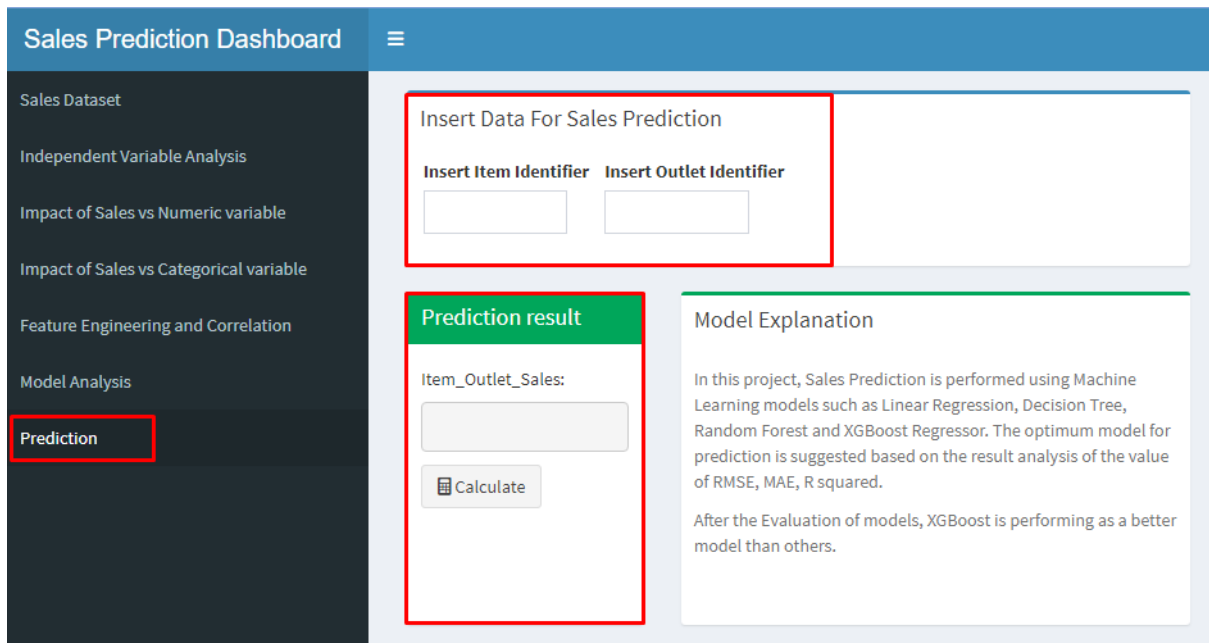 Sales Prediction Dashboard
Sales Dataset
Independent Variable Analysis
Impact of Sales vs Numeric variable
Impact of Sales vs Categorical variable
Feature Engineering and Correlation
Model Analysis
Prediction
Insert Data For Sales Prediction
Insert Item Identifier Insert Outlet Identifier
Prediction result
Item_Outlet_Sales:
Calculate
Model Explanation
In this project, Sales Prediction is performed using Machine
Learning models such as Linear Regression, Decision Tree,
Random Forest and XGBoost Regressor. The optimum model for
prediction is suggested based on the result analysis of the value
of RMSE, MAE, R squared.
After the Evaluation of models, XGBoost is performing as a better
model than others.